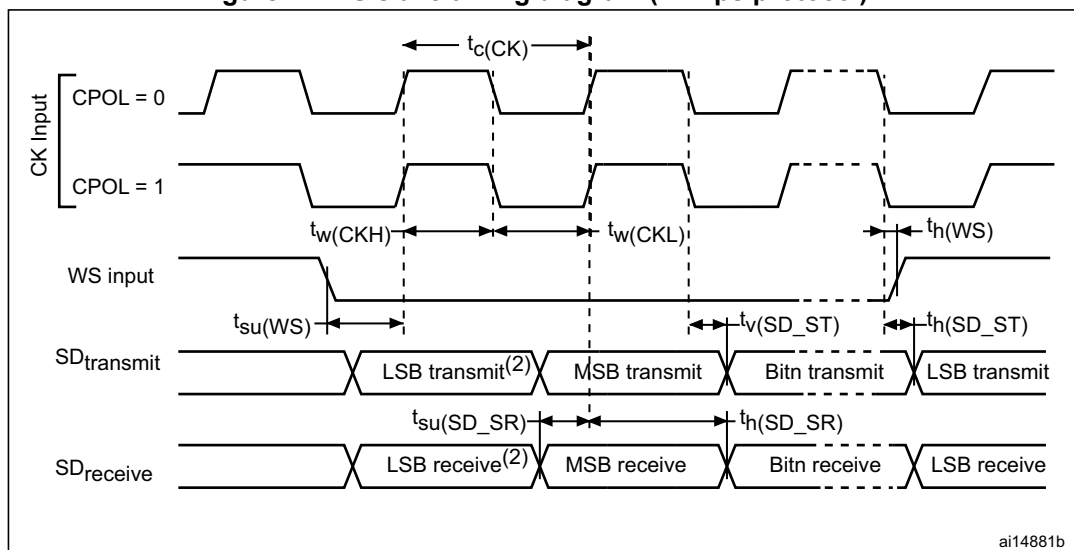 tc(CK)
CK Input
CPOL = 0
CPOL = 1
tw(CKH)
tw(CKL)
th(WS)
WS input
tsu(WS)
tv(SD_ST)
th(SD_ST)
SDtransmit
LSB transmit(2)
MSB transmit
Bitn transmit
LSB transmit
tsu(SD_SR)
th(SD_SR)
SDreceive
LSB receive(2)
MSB receive
Bitn receive
LSB receive
ai14881b